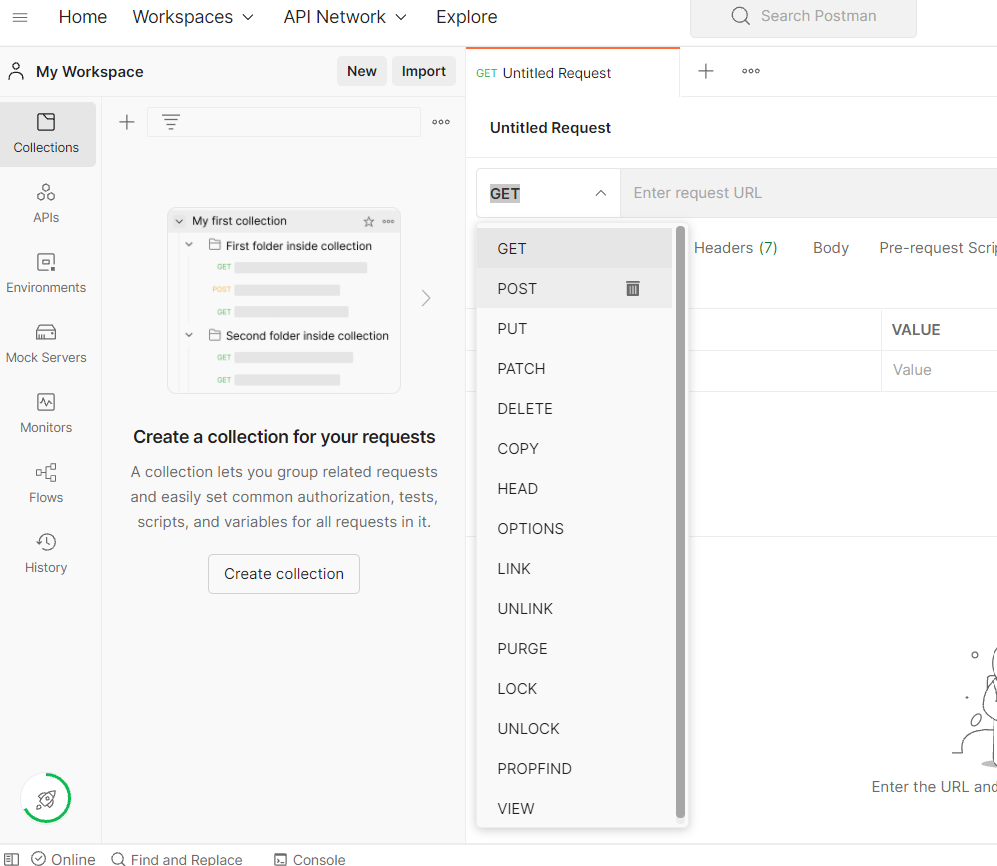 Home Workspaces API Network Explore Search Postman
My Workspace New Import
GET Untitled Request
Collections
APIs
Environments
Mock Servers
Monitors
Flows
History
My first collection
First folder inside collection
GET
POST
GET
Second folder inside collection
GET
GET
Create a collection for your requests
A collection lets you group related requests
and easily set common authorization, tests,
scripts, and variables for all requests in it.
Create collection
Untitled Request
GET Enter request URL
Headers (7) Body Pre-request Scri
GET
POST
PUT
PATCH
DELETE
COPY
HEAD
OPTIONS
LINK
UNLINK
PURGE
LOCK
UNLOCK
PROPFIND
VIEW
VALUE
Value
Enter the URL and
Online Find and Replace Console